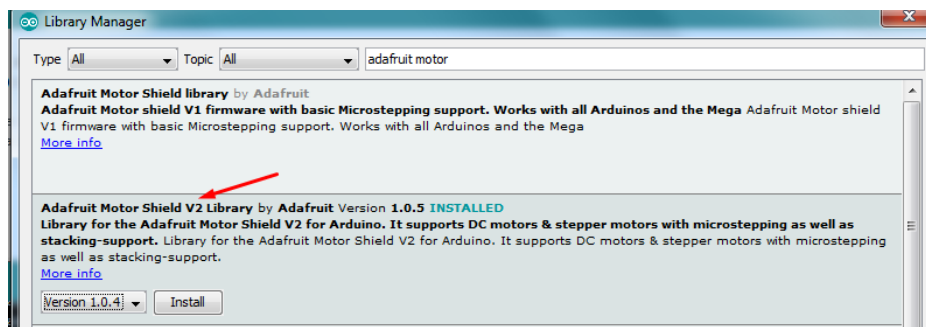 Library Manager
Type All Topic All adafruit motor
Adafruit Motor Shield library by Adafruit
Adafruit Motor shield V1 firmware with basic Microstepping support. Works with all Arduinos and the Mega Adafruit Motor shield
V1 firmware with basic Microstepping support. Works with all Arduinos and the Mega
More info
Adafruit Motor Shield V2 Library by Adafruit Version 1.0.5 INSTALLED
Library for the Adafruit Motor Shield V2 for Arduino. It supports DC motors & stepper motors with microstepping as well as
stacking-support. Library for the Adafruit Motor Shield V2 for Arduino. It supports DC motors & stepper motors with microstepping
as well as stacking-support.
More info
Version 1.0.4 Install